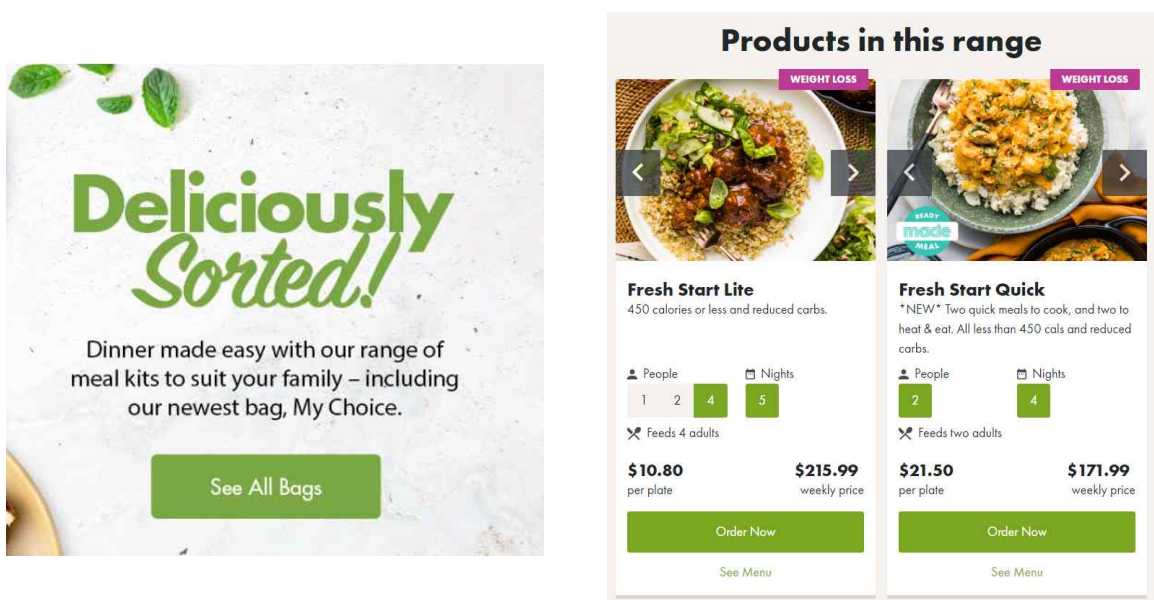 Deliciously
Sorted!
Dinner made easy with our range of
meal kits to suit your family – including
our newest bag, My Choice.
See All Bags
Products in this range
WEIGHT LOSS
Fresh Start Lite
450 calories or less and reduced carbs.
People
Nights
1 2 4
5
Feeds 4 adults
$10.80
per plate
$215.99
weekly price
Order Now
See Menu
WEIGHT LOSS
READY
made
MEAL
Fresh Start Quick
*NEW* Two quick meals to cook, and two to
heat & eat. All less than 450 cals and reduced
carbs.
People
Nights
2
4
Feeds two adults
$21.50
per plate
$171.99
weekly price
Order Now
See Menu